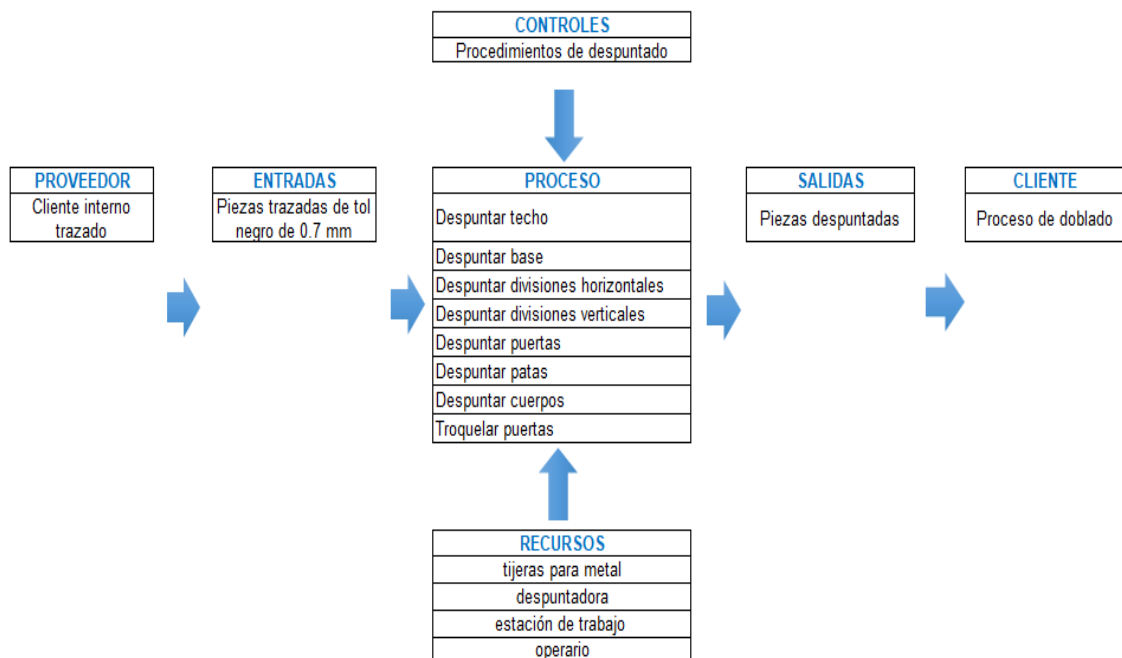 CONTROLES
Procedimientos de despuntado
PROVEEDOR
Cliente interno
trazado
ENTRADAS
Piezas trazadas de tol
negro de 0.7 mm
PROCESO
Despuntar techo
Despuntar base
Despuntar divisiones horizontales
Despuntar divisiones verticales
Despuntar puertas
Despuntar patas
Despuntar cuerpos
Troquelar puertas
SALIDAS
Piezas despuntadas
CLIENTE
Proceso de doblado
RECURSOS
tijeras para metal
despuntadora
estación de trabajo
operario